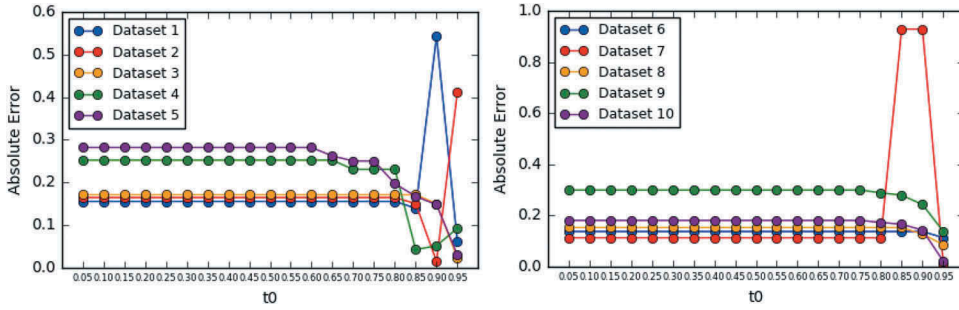 0.6
0.5
0.4
0.3
0.2
0.1
0.0
Absolute Error
Dataset 1
Dataset 2
Dataset 3
Dataset 4
Dataset 5
0.05 0.10 0.15 0.20 0.25 0.30 0.35 0.40 0.45 0.50 0.55 0.60 0.65 0.70 0.75 0.80 0.85 0.90 0.95
t0
1.0
0.8
0.6
0.4
0.2
0.0
Absolute Error
Dataset 6
Dataset 7
Dataset 8
Dataset 9
Dataset 10
0.05 0.10 0.15 0.20 0.25 0.30 0.35 0.40 0.45 0.50 0.55 0.60 0.65 0.70 0.75 0.80 0.85 0.90 0.95
t0